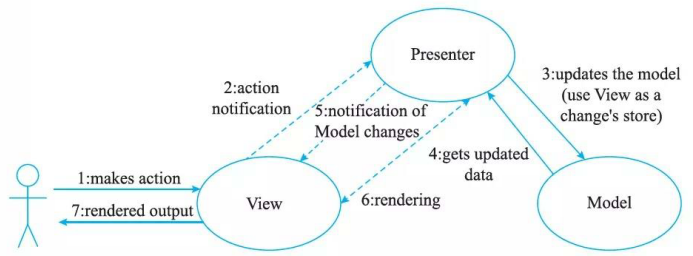 Presenter
2:action
notification
3:updates the model
(use View as a
change's store)
5:notification of
Model changes
4:gets updated
data
1:makes action
7:rendered output
View
6:rendering
Model